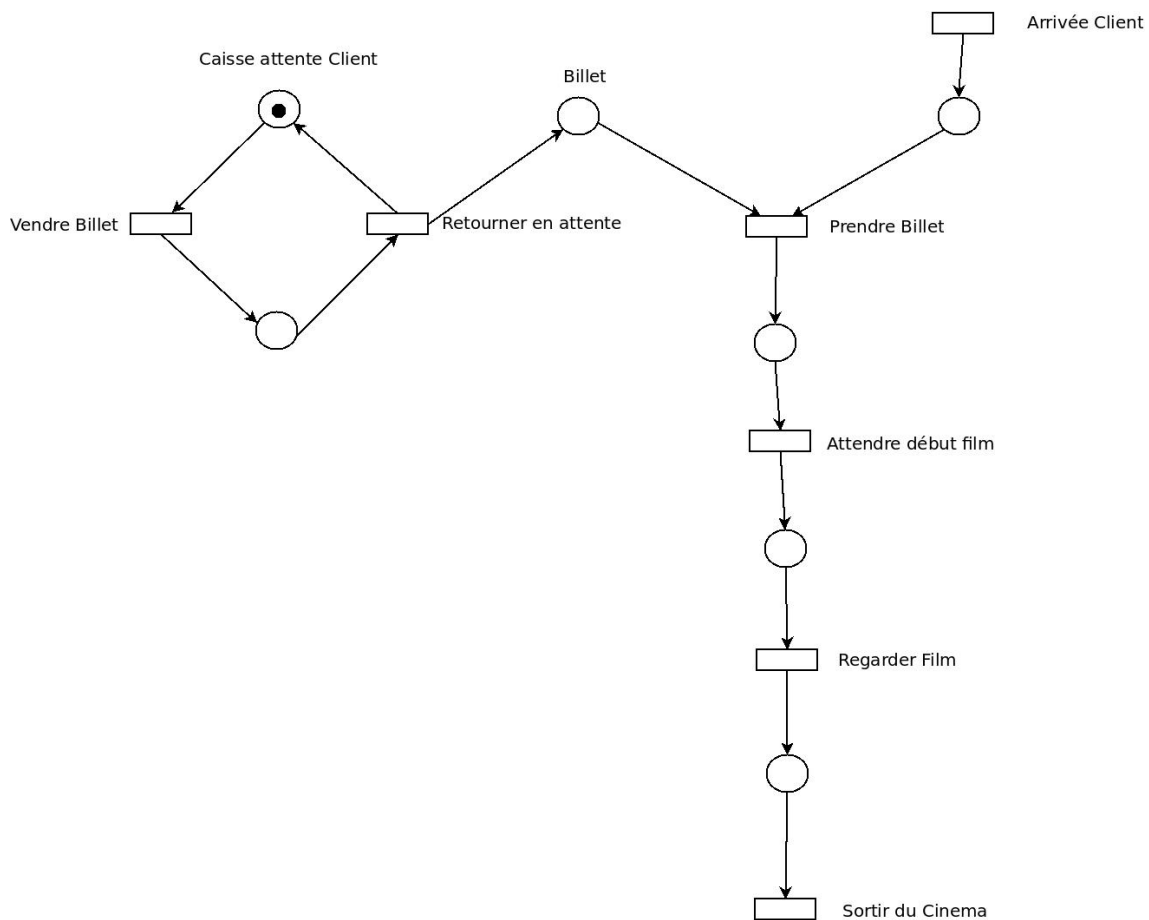 Arrivée Client
Caisse attente Client
Billet
Vendre Billet
Retourner en attente
Prendre Billet
Attendre début film
Regarder Film
Sortir du Cinema